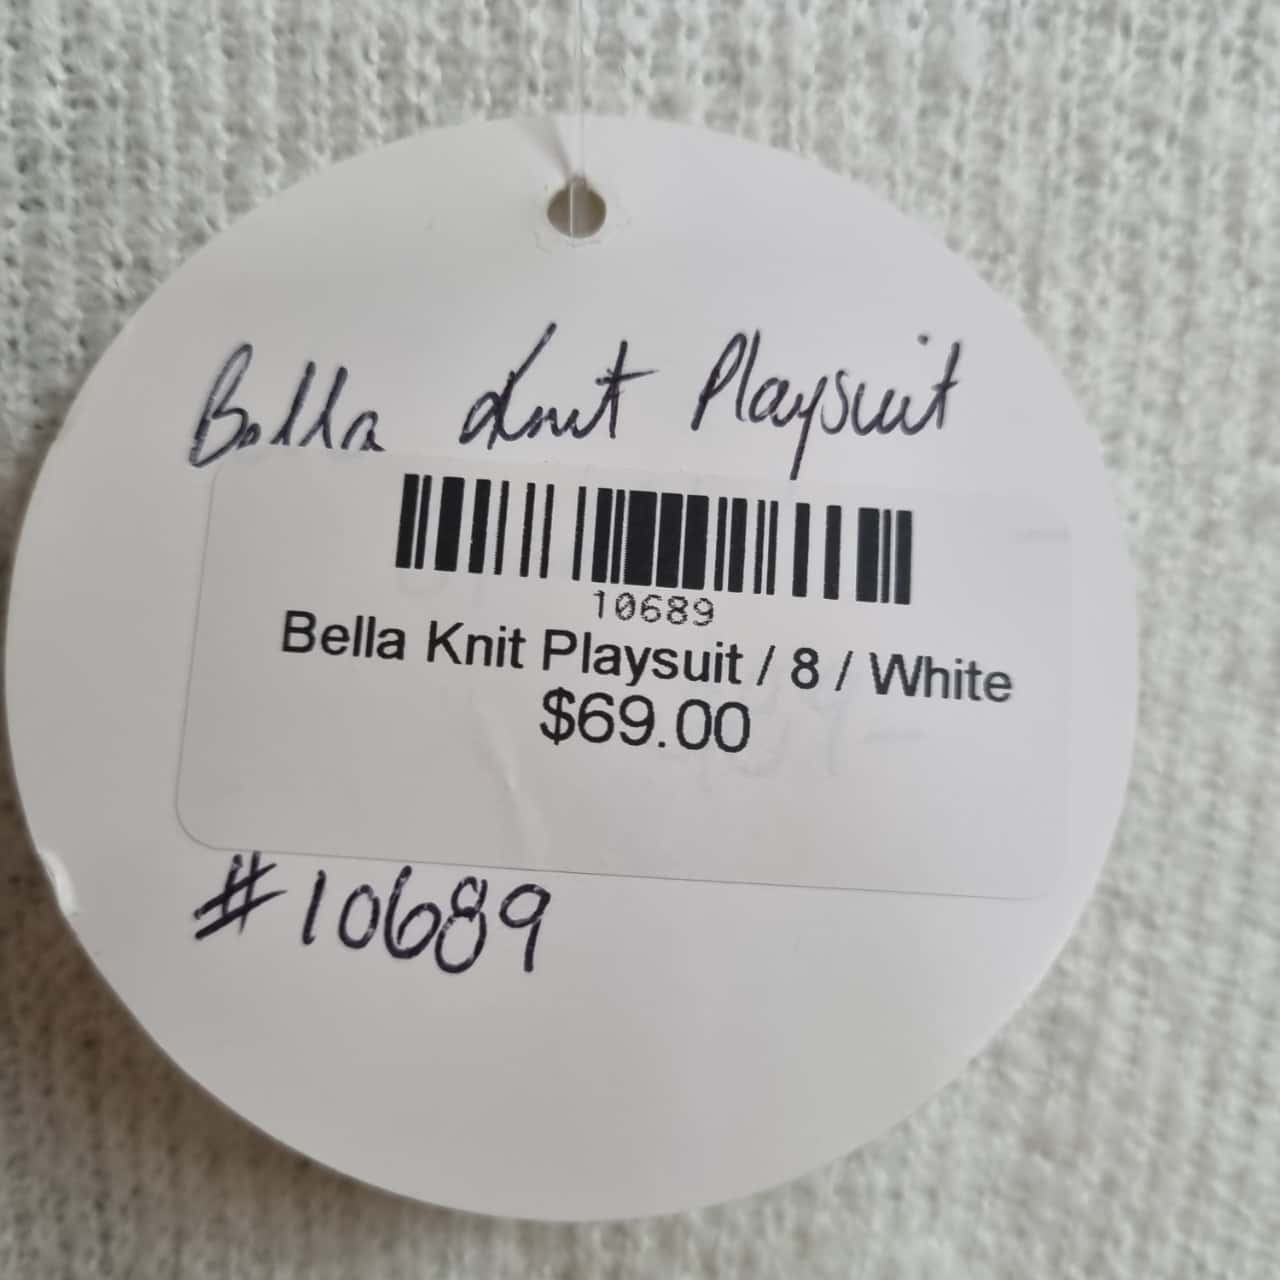 Bella Knit Playsuit
10689
Bella Knit Playsuit / 8 / White
$69.00
#10689